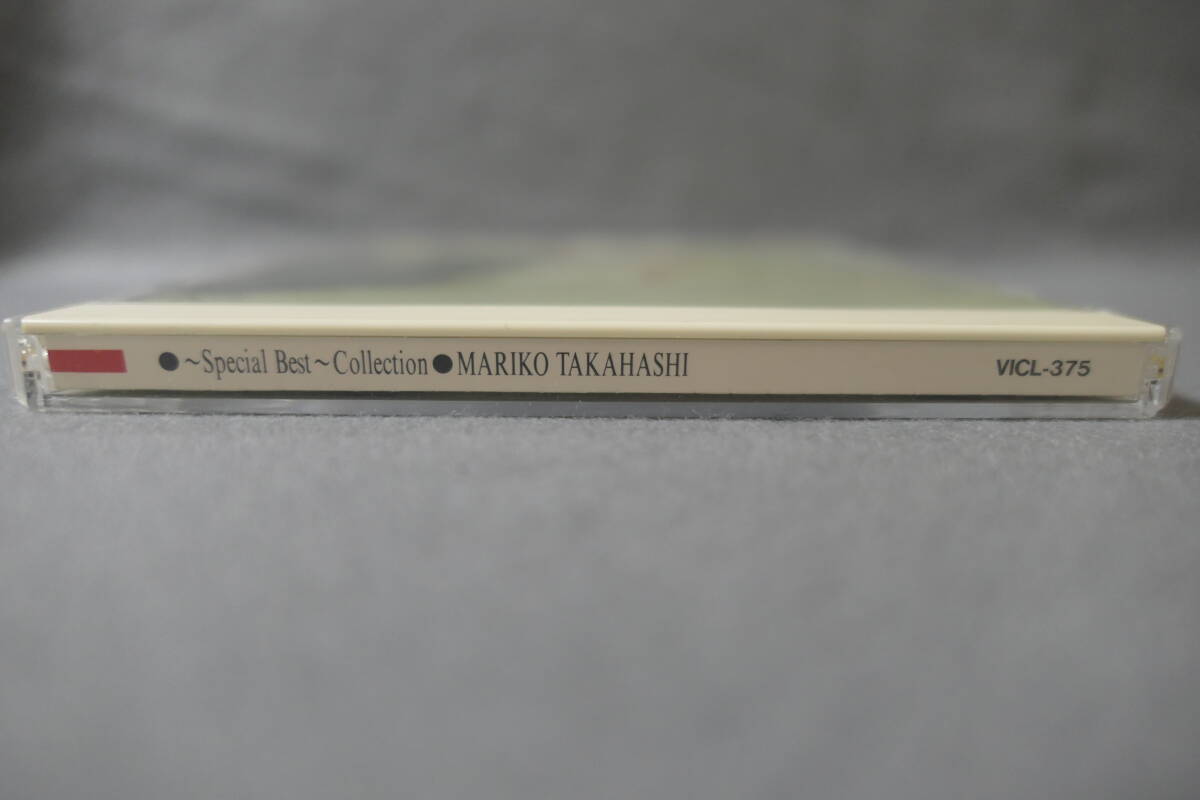 ●~Special Best~Collection●MARIKO TAKAHASHI VICL-375